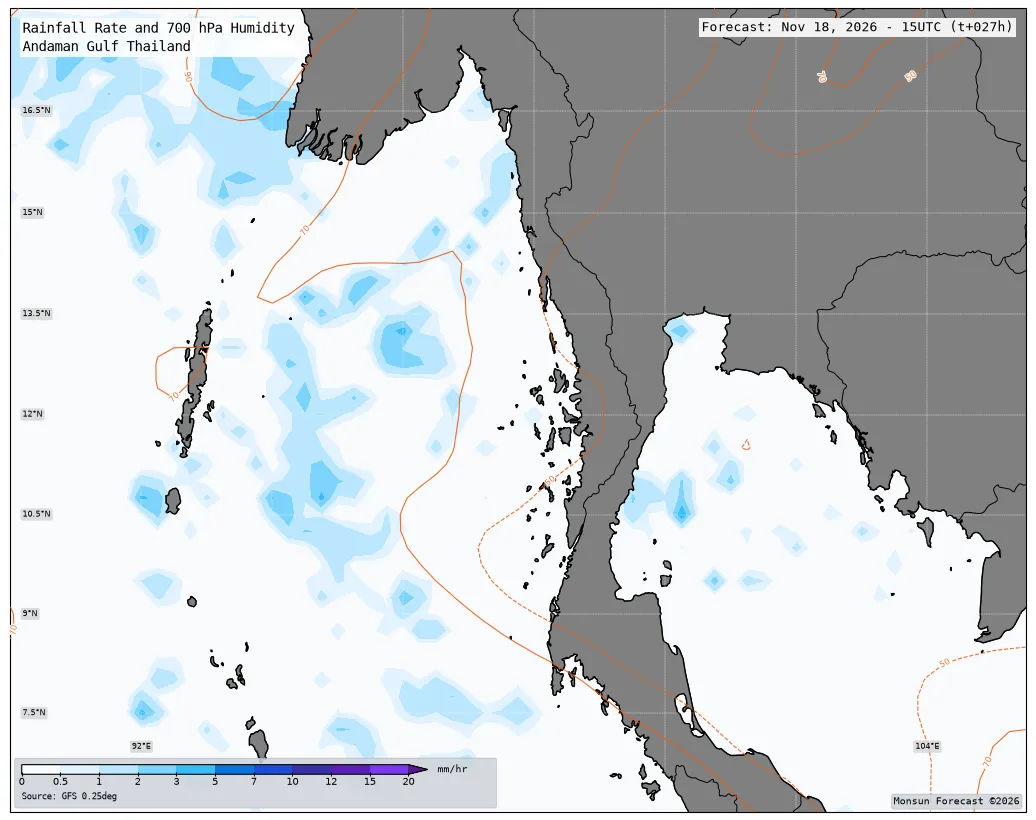 Rainfall Rate and 700 hPa Humidity
Andaman Gulf Thailand
Forecast: Nov 18, 2026 - 15UTC (t+027h)
90
70
50
16.5°N
15°N
70
13.5°N
70
12°N
50
10.5°N
9°N
70
50
7.5°N
92°E
104°E
70
mm/hr
0 0.5 1 2 3 5 7 10 12 15 20
Source: GFS 0.25deg
Monsun Forecast ©2026